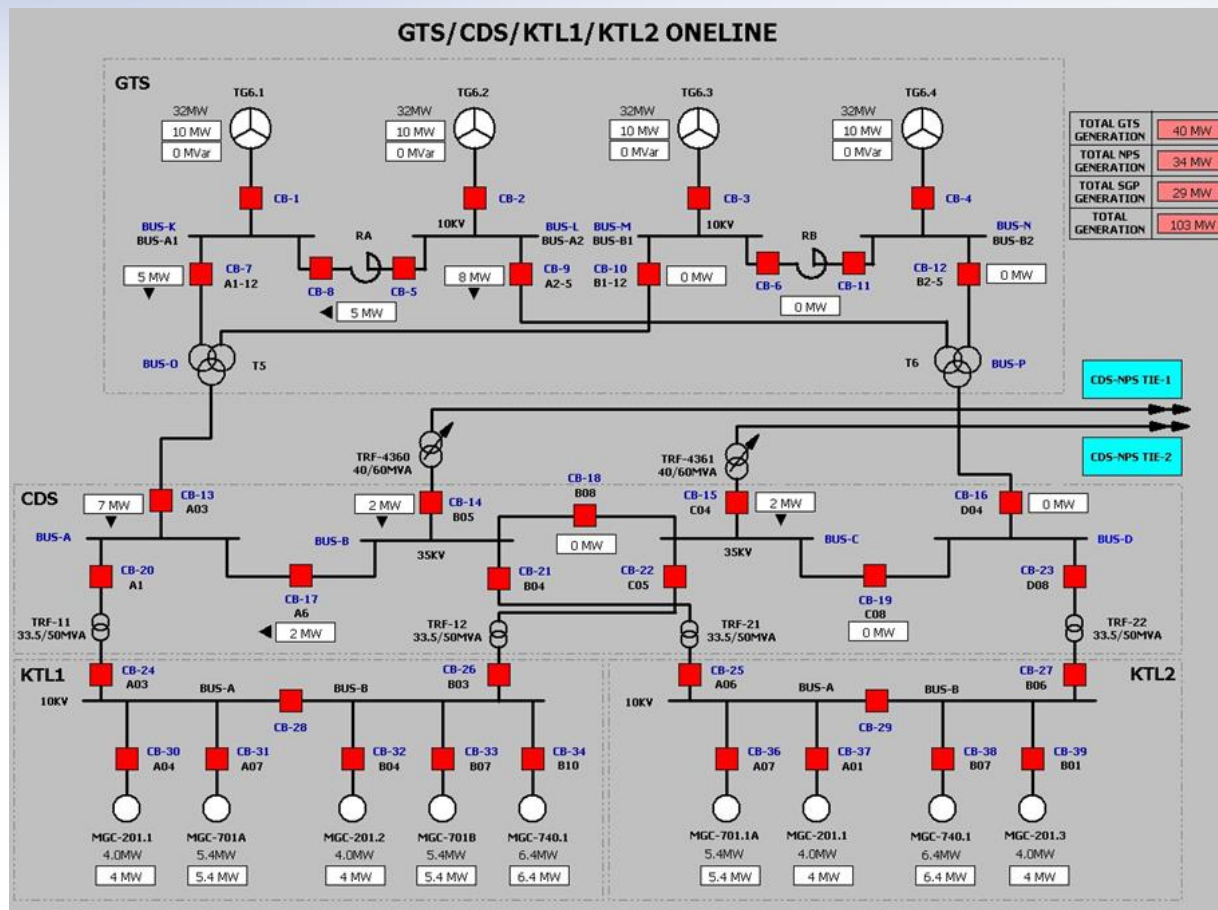 GTS/CDS/KTL1/KTL2 ONELINE
GTS
TG6.1
32MW
10 MW
0 MVar
TG6.2
32MW
10 MW
0 MVar
TG6.3
32MW
10 MW
0 MVar
TG6.4
32MW
10 MW
0 MVar
TOTAL GTS
GENERATION
40 MW
TOTAL NPS
GENERATION
34 MW
TOTAL SGP
GENERATION
29 MW
TOTAL
GENERATION
103 MW
CB-1
CB-2
CB-3
CB-4
BUS-K
BUS-A1
RA
10KV
BUS-L
BUS-A2
BUS-M
BUS-B1
10KV
RB
BUS-N
BUS-B2
5 MW
CB-7
A1-12
CB-8
CB-5
5 MW
8 MW
CB-9
A2-5
CB-10
B1-12
0 MW
CB-6
CB-11
0 MW
CB-12
B2-5
0 MW
BUS-O
T5
T6
BUS-P
CDS-NPS TIE-1
CDS-NPS TIE-2
TRF-4360
40/60MVA
TRF-4361
40/60MVA
CDS
7 MW
CB-13
A03
2 MW
CB-14
B05
CB-18
B08
0 MW
CB-15
C04
2 MW
CB-16
D04
0 MW
BUS-A
BUS-B
35KV
35KV
BUS-C
BUS-D
CB-20
A1
CB-17
A6
2 MW
CB-21
B04
CB-22
C05
CB-19
C08
0 MW
CB-23
D08
TRF-11
33.5/50MVA
TRF-12
33.5/50MVA
TRF-21
33.5/50MVA
TRF-22
33.5/50MVA
KTL1
CB-24
A03
CB-26
B03
10KV
BUS-A
BUS-B
CB-28
CB-30
A04
CB-31
A07
CB-32
B04
CB-33
B07
CB-34
B10
MGC-201.1
4.0MW
4 MW
MGC-701A
5.4MW
5.4 MW
MGC-201.2
4.0MW
4 MW
MGC-701B
5.4MW
5.4 MW
MGC-740.1
6.4MW
6.4 MW
KTL2
CB-25
A06
CB-27
B06
10KV
BUS-A
BUS-B
CB-29
CB-36
A07
CB-37
A01
CB-38
B07
CB-39
B01
MGC-701.1A
5.4MW
5.4 MW
MGC-201.1
4.0MW
4 MW
MGC-740.1
6.4MW
6.4 MW
MGC-201.3
4.0MW
4 MW